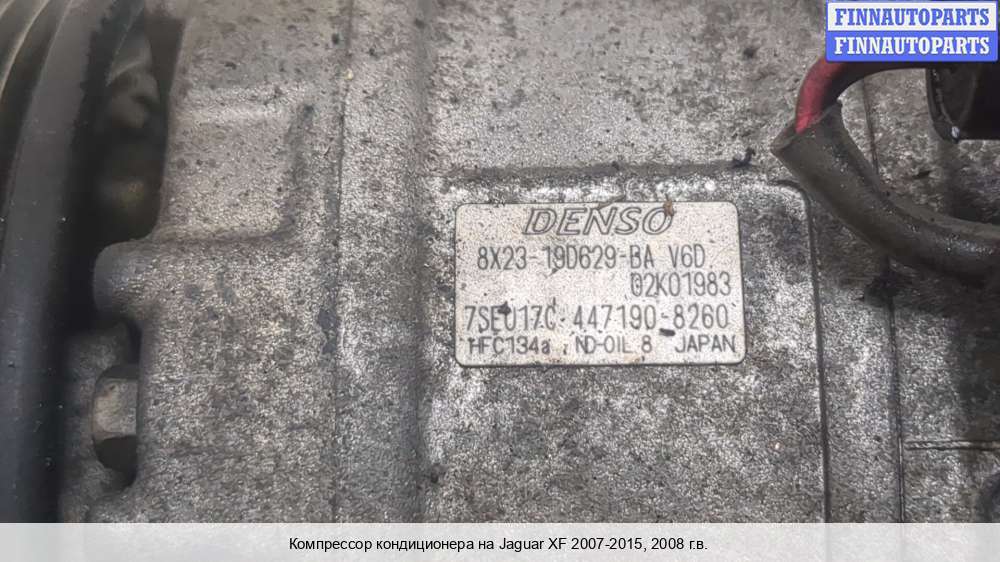 FINNAUTOPARTS
FINNAUTOPARTS
DENSO
8X23-19D629-BA V6D
02K01983
7SEU17C 447190-8260
HFC134a ND-OIL 8 JAPAN
Компрессор кондиционера на Jaguar XF 2007-2015, 2008 г.в.